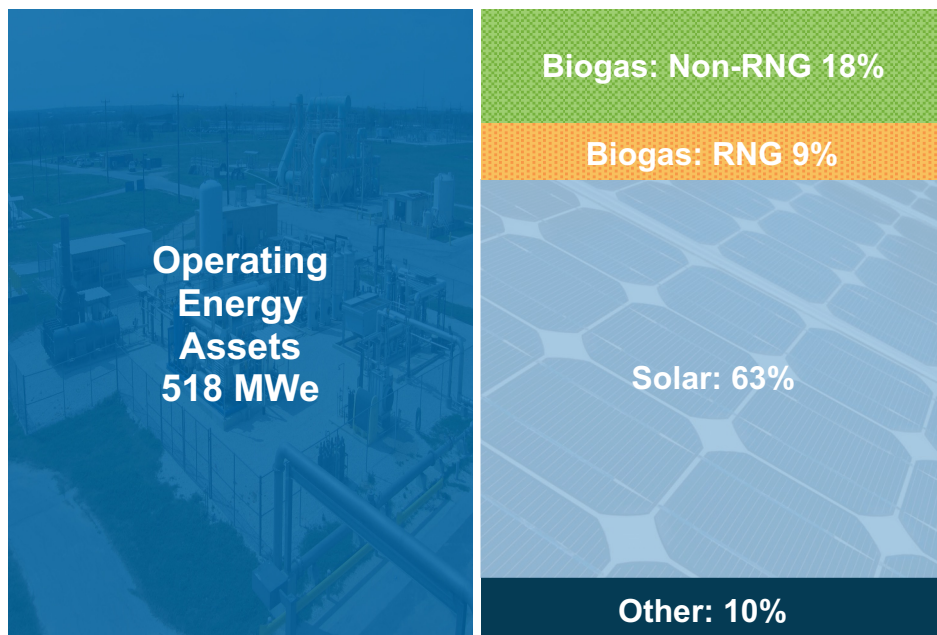 Operating
Energy
Assets
518 MWe
Biogas: Non-RNG 18%
Biogas: RNG 9%
Solar: 63%
Other: 10%